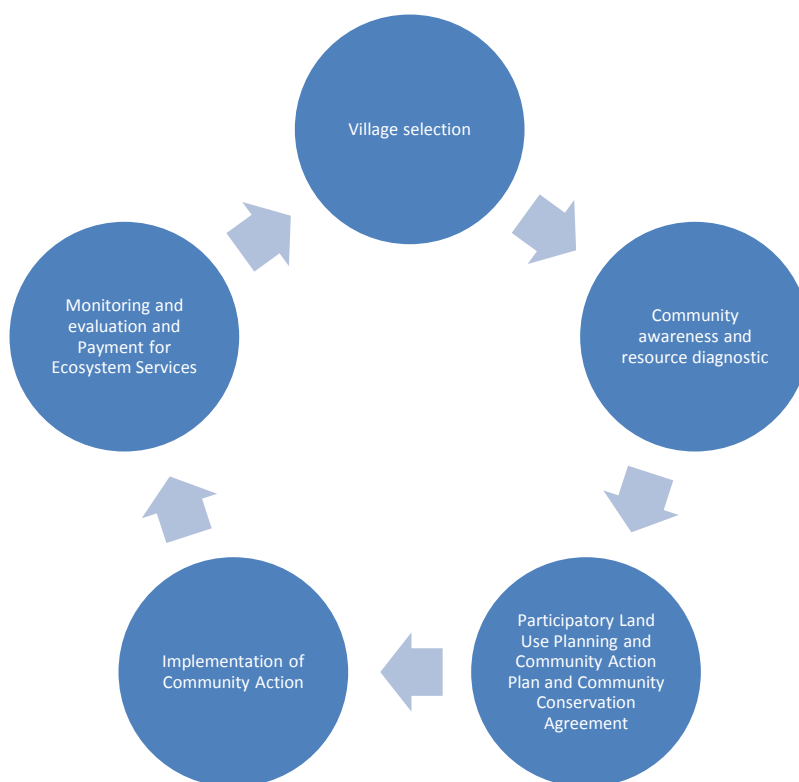 Village selection
Community
awareness and
resource diagnostic
Participatory Land
Use Planning and
Community Action
Plan and Community
Conservation
Agreement
Implementation of
Community Action
Monitoring and
evaluation and
Payment for
Ecosystem Services